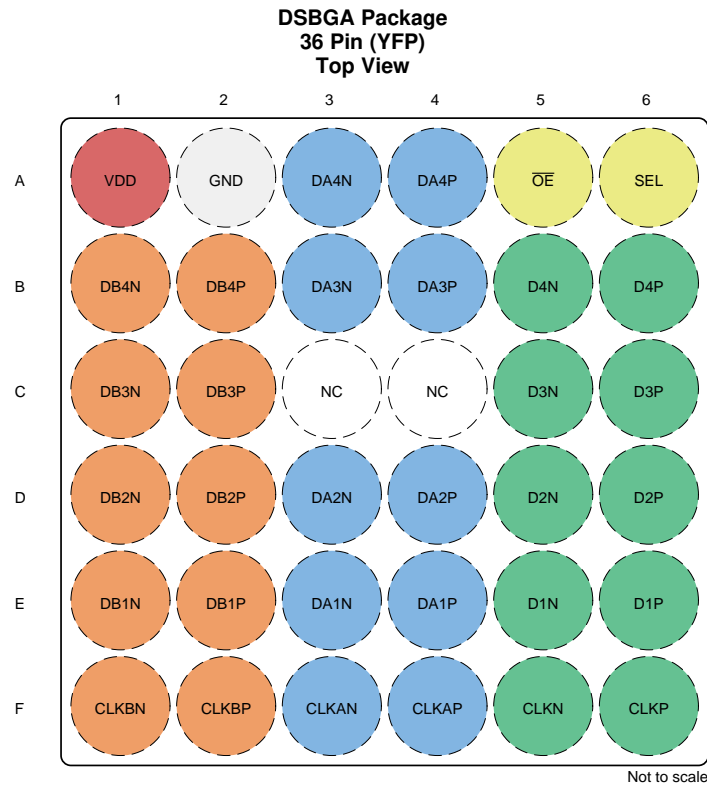 DSBGA Package
36 Pin (YFP)
Top View
1 2 3 4 5 6
A VDD GND DA4N DA4P O̅E̅ SEL
B DB4N DB4P DA3N DA3P D4N D4P
C DB3N DB3P NC NC D3N D3P
D DB2N DB2P DA2N DA2P D2N D2P
E DB1N DB1P DA1N DA1P D1N D1P
F CLKBN CLKBP CLKAN CLKAP CLKN CLKP
Not to scale